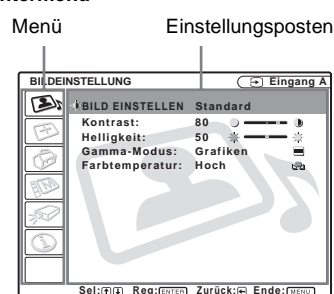 Menü Einstellungsposten
BILDEINSTELLUNG Eingang A
BILD EINSTELLEN Standard
Kontrast: 80
Helligkeit: 50
Gamma-Modus: Grafiken
Farbtemperatur: Hoch
Sel: Reg: ENTER Zurück: Ende: MENU